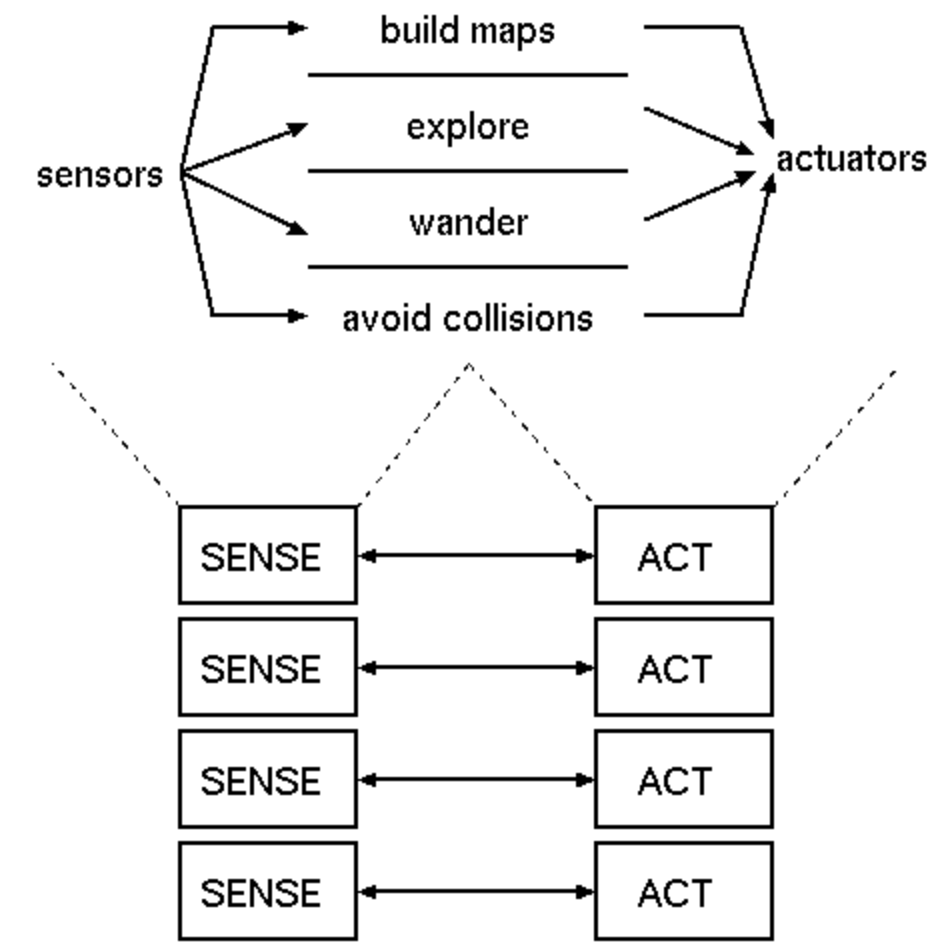 build maps
explore
sensors
actuators
wander
avoid collisions
SENSE ACT
SENSE ACT
SENSE ACT
SENSE ACT